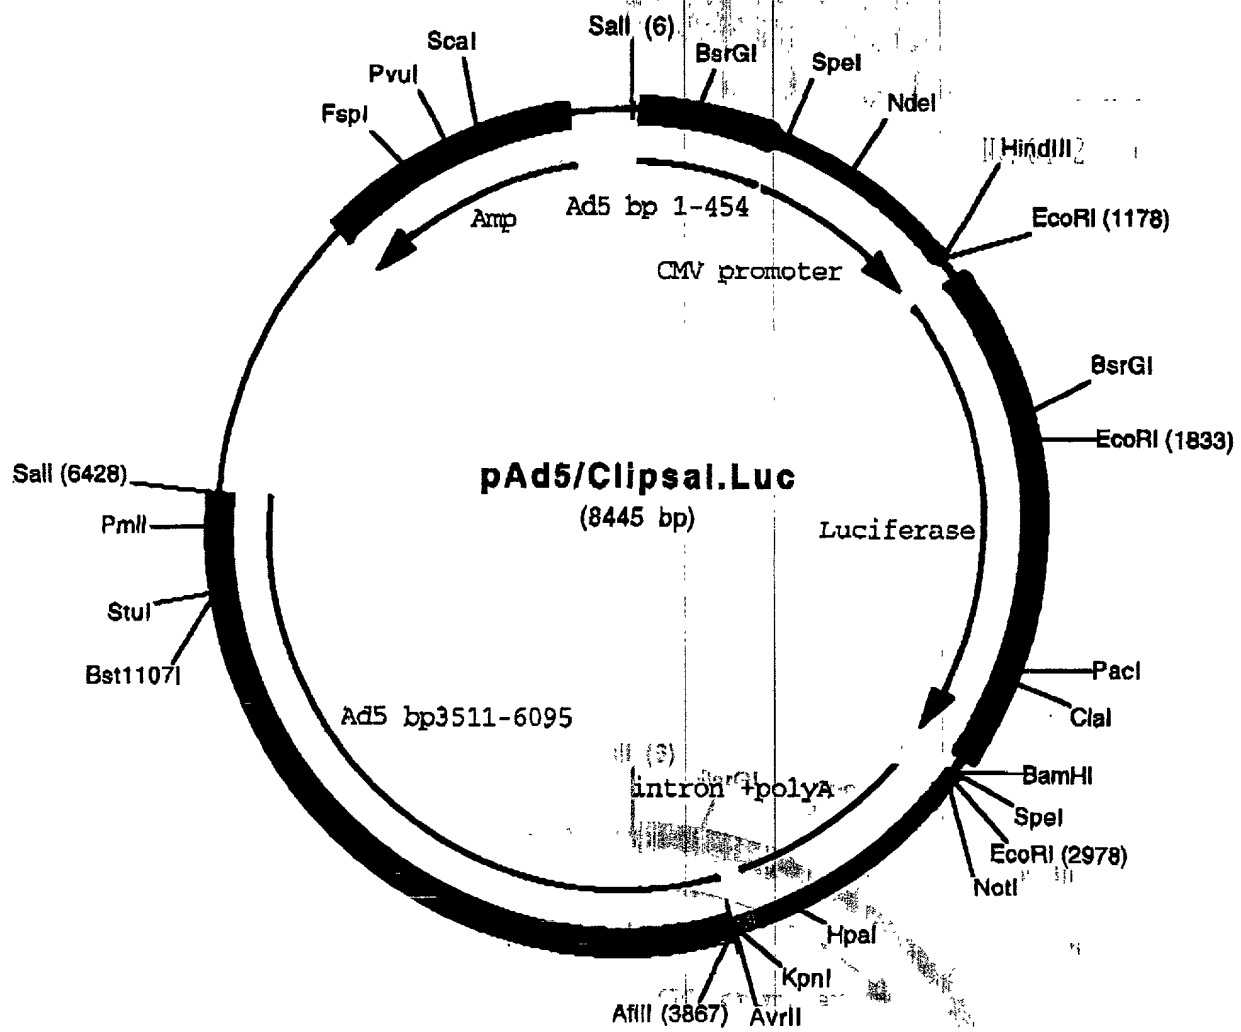 SalI (6)
ScaI
BsrGI
SpeI
PvuI
NdeI
FspI
HindIII
Amp
Ad5 bp 1-454
EcoRI (1178)
CMV promoter
BsrGI
EcoRI (1833)
SalI (6428)
pAd5/Clipsal.Luc
(8445 bp)
PmlI
Luciferase
StuI
Bst1107I
PacI
ClaI
Ad5 bp3511-6095
BamHI
intron +polyA
SpeI
EcoRI (2978)
NotI
HpaI
KpnI
AflII (3867)
AvrII